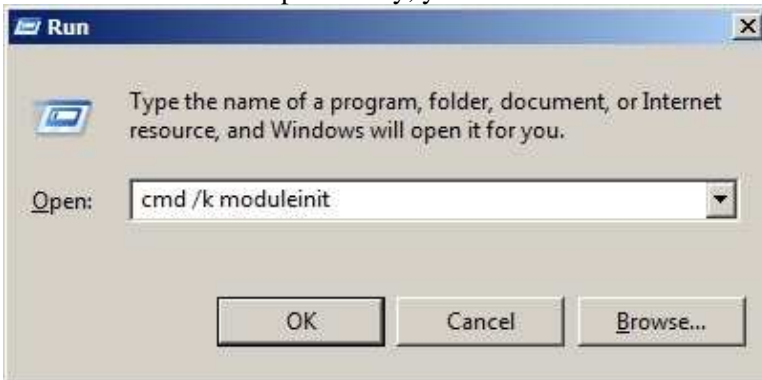 Run
Type the name of a program, folder, document, or Internet
resource, and Windows will open it for you.
Open: cmd /k moduleinit
OK Cancel Browse...